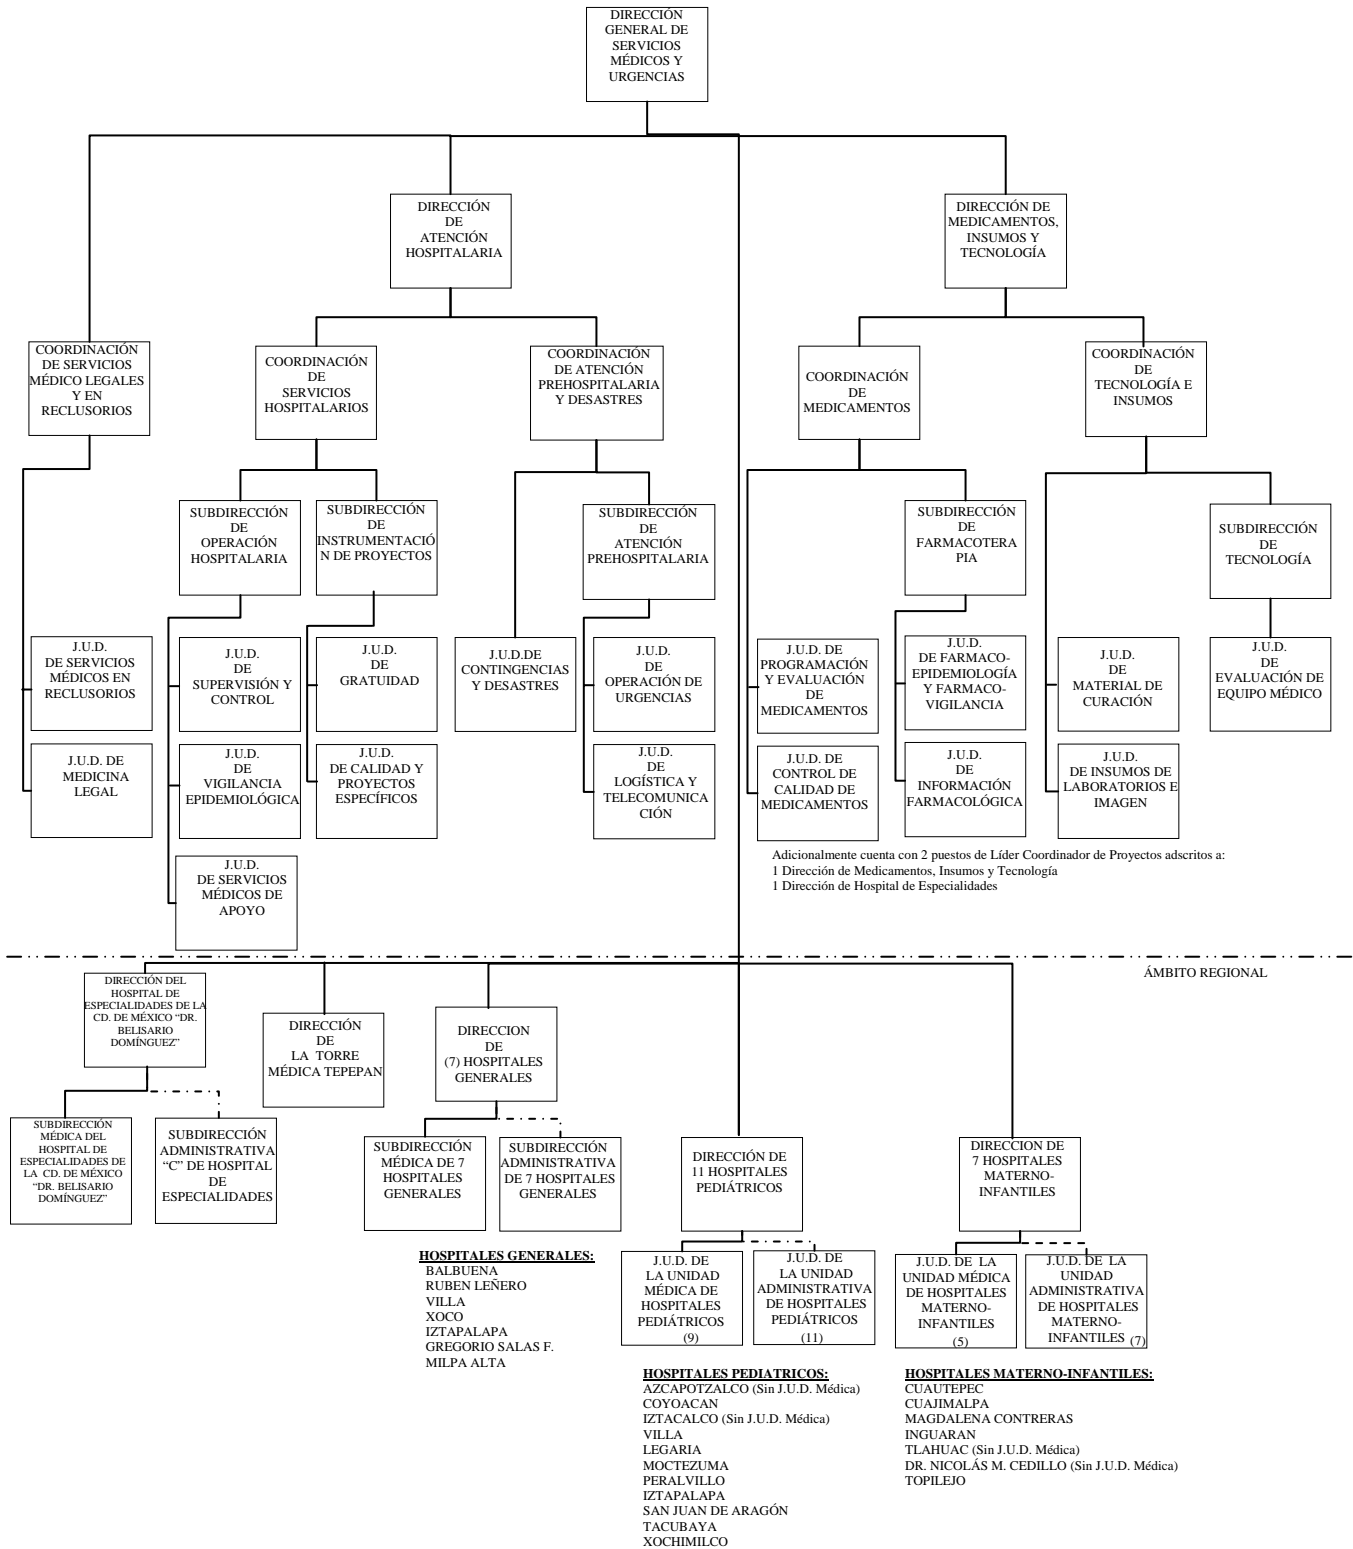 DIRECCIÓN
GENERAL DE
SERVICIOS
MÉDICOS Y
URGENCIAS
DIRECCIÓN
DE
ATENCIÓN
HOSPITALARIA
DIRECCIÓN DE
MEDICAMENTOS,
INSUMOS Y
TECNOLOGÍA
COORDINACIÓN
DE SERVICIOS
MÉDICO LEGALES
Y EN
RECLUSORIOS
COORDINACIÓN
DE
SERVICIOS
HOSPITALARIOS
COORDINACIÓN
DE ATENCIÓN
PREHOSPITALARIA
Y DESASTRES
COORDINACIÓN
DE
MEDICAMENTOS
COORDINACIÓN
DE
TECNOLOGÍA E
INSUMOS
SUBDIRECCIÓN
DE
OPERACIÓN
HOSPITALARIA
SUBDIRECCIÓN
DE
INSTRUMENTACIÓ
N DE PROYECTOS
SUBDIRECCIÓN
DE
ATENCIÓN
PREHOSPITALARIA
SUBDIRECCIÓN
DE
FARMACOTERA
PIA
SUBDIRECCIÓN
DE
TECNOLOGÍA
J.U.D.
DE SERVICIOS
MÉDICOS EN
RECLUSORIOS
J.U.D.
DE
SUPERVISIÓN Y
CONTROL
J.U.D.
DE
GRATUIDAD
J.U.D.DE
CONTINGENCIAS
Y DESASTRES
J.U.D.
DE
OPERACIÓN DE
URGENCIAS
J.U.D. DE
PROGRAMACIÓN
Y EVALUACIÓN
DE
MEDICAMENTOS
J.U.D.
DE FARMACO-
EPIDEMIOLOGÍA
Y FARMACO-
VIGILANCIA
J.U.D.
DE
MATERIAL DE
CURACIÓN
J.U.D.
DE
EVALUACIÓN DE
EQUIPO MÉDICO
J.U.D. DE
MEDICINA
LEGAL
J.U.D.
DE
VIGILANCIA
EPIDEMIOLÓGICA
J.U.D.
DE CALIDAD Y
PROYECTOS
ESPECÍFICOS
J.U.D.
DE
LOGÍSTICA Y
TELECOMUNICA
CIÓN
J.U.D. DE
CONTROL DE
CALIDAD DE
MEDICAMENTOS
J.U.D.
DE
INFORMACIÓN
FARMACOLÓGICA
J.U.D.
DE INSUMOS DE
LABORATORIOS E
IMAGEN
J.U.D.
DE SERVICIOS
MÉDICOS DE
APOYO
Adicionalmente cuenta con 2 puestos de Líder Coordinador de Proyectos adscritos a:
1 Dirección de Medicamentos, Insumos y Tecnología
1 Dirección de Hospital de Especialidades
ÁMBITO REGIONAL
DIRECCIÓN DEL
HOSPITAL DE
ESPECIALIDADES DE LA
CD. DE MÉXICO “DR.
BELISARIO
DOMÍNGUEZ”
DIRECCIÓN
DE
LA TORRE
MÉDICA TEPEPAN
DIRECCION
DE
(7) HOSPITALES
GENERALES
SUBDIRECCIÓN
MÉDICA DEL
HOSPITAL DE
ESPECIALIDADES DE
LA CD. DE MÉXICO
“DR. BELISARIO
DOMÍNGUEZ”
SUBDIRECCIÓN
ADMINISTRATIVA
“C” DE HOSPITAL
DE
ESPECIALIDADES
SUBDIRECCIÓN
MÉDICA DE 7
HOSPITALES
GENERALES
SUBDIRECCIÓN
ADMINISTRATIVA
DE 7 HOSPITALES
GENERALES
DIRECCIÓN DE
11 HOSPITALES
PEDIÁTRICOS
DIRECCION DE
7 HOSPITALES
MATERNO-
INFANTILES
J.U.D. DE
LA UNIDAD
MÉDICA DE
HOSPITALES
PEDIÁTRICOS
(9)
J.U.D. DE
LA UNIDAD
ADMINISTRATIVA
DE HOSPITALES
PEDIÁTRICOS
(11)
J.U.D. DE LA
UNIDAD MÉDICA
DE HOSPITALES
MATERNO-
INFANTILES
(5)
J.U.D. DE LA
UNIDAD
ADMINISTRATIVA
DE HOSPITALES
MATERNO-
INFANTILES (7)
HOSPITALES GENERALES:
BALBUENA
RUBEN LEÑERO
VILLA
XOCO
IZTAPALAPA
GREGORIO SALAS F.
MILPA ALTA
HOSPITALES PEDIATRICOS:
AZCAPOTZALCO (Sin J.U.D. Médica)
COYOACAN
IZTACALCO (Sin J.U.D. Médica)
VILLA
LEGARIA
MOCTEZUMA
PERALVILLO
IZTAPALAPA
SAN JUAN DE ARAGÓN
TACUBAYA
XOCHIMILCO
HOSPITALES MATERNO-INFANTILES:
CUAUTEPEC
CUAJIMALPA
MAGDALENA CONTRERAS
INGUARAN
TLAHUAC (Sin J.U.D. Médica)
DR. NICOLÁS M. CEDILLO (Sin J.U.D. Médica)
TOPILEJO